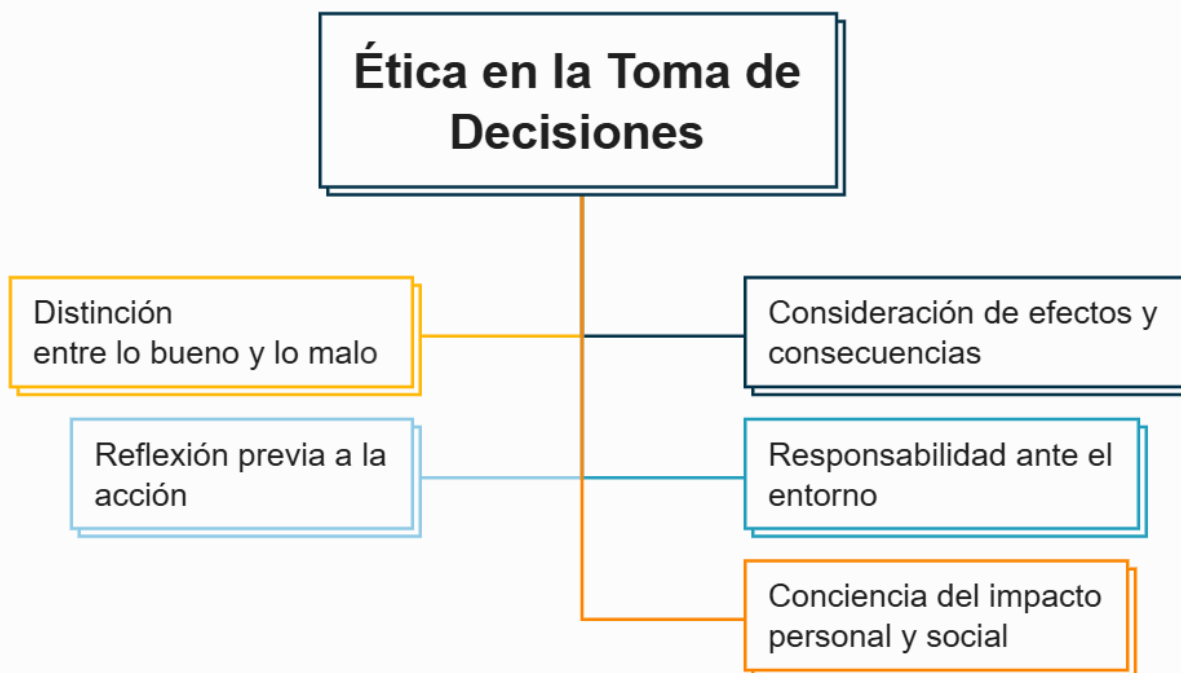 Ética en la Toma de
Decisiones
Distinción
entre lo bueno y lo malo
Consideración de efectos y
consecuencias
Reflexión previa a la
acción
Responsabilidad ante el
entorno
Conciencia del impacto
personal y social